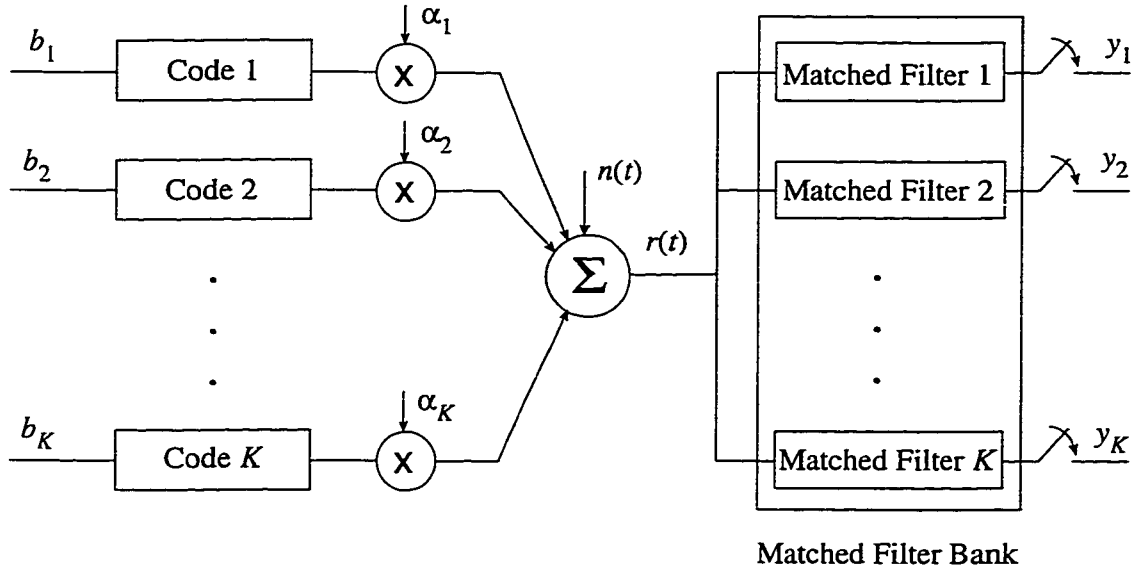 b1 Code 1 X α1 Matched Filter 1 y1
b2 Code 2 X α2 Matched Filter 2 y2
n(t)
Σ r(t)
bK Code K X αK Matched Filter K yK
Matched Filter Bank